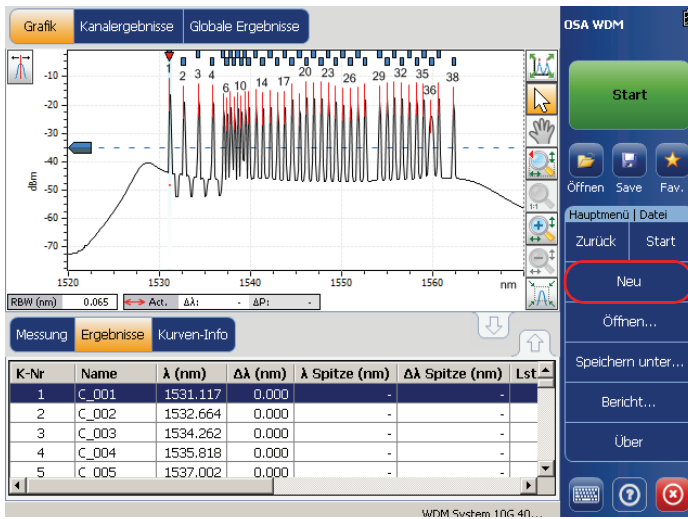 Grafik Kanalergebnisse Globale Ergebnisse
OSA WDM
-10
-20
-30
-40
-50
-60
-70
dBm
1 2 3 4 6 10 14 17 20 23 26 29 32 35 36 38
1520 1530 1540 1550 1560 nm
1:1
RBW (nm) 0.065 Act. Δλ: - ΔP: -
Messung Ergebnisse Kurven-Info
K-Nr Name λ (nm) Δλ (nm) λ Spitze (nm) Δλ Spitze (nm) Lst
1 C_001 1531.117 0.000 - -
2 C_002 1532.664 0.000 - -
3 C_003 1534.262 0.000 - -
4 C_004 1535.818 0.000 - -
5 C_005 1537.002 0.000 - -
WDM System 10G 40...
Start
Öffnen Save Fav.
Hauptmenü | Datei
Zurück Start
Neu
Öffnen...
Speichern unter...
Bericht...
Über